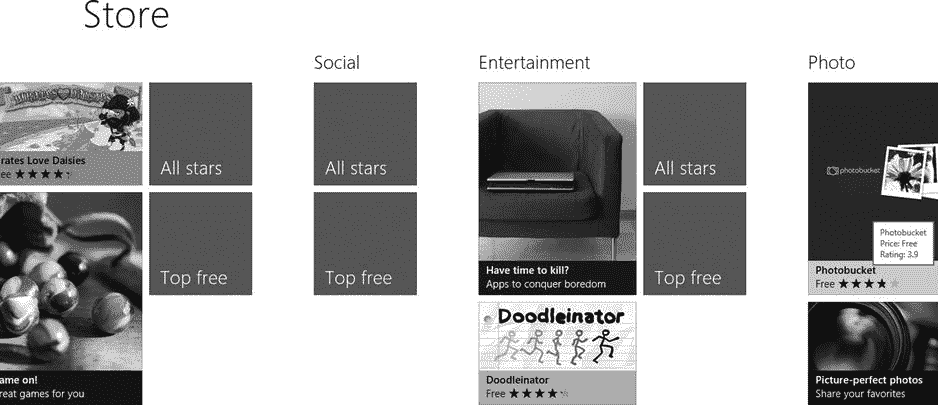 Store
Social
Entertainment
Photo
rates Love Daisies
ee
All stars
Top free
ame on!
reat games for you
All stars
Top free
Have time to kill?
Apps to conquer boredom
All stars
Top free
Doodleinator
Doodleinator
Free
photobucket
Photobucket
Price: Free
Rating: 3.9
Photobucket
Free
Picture-perfect photos
Share your favorites